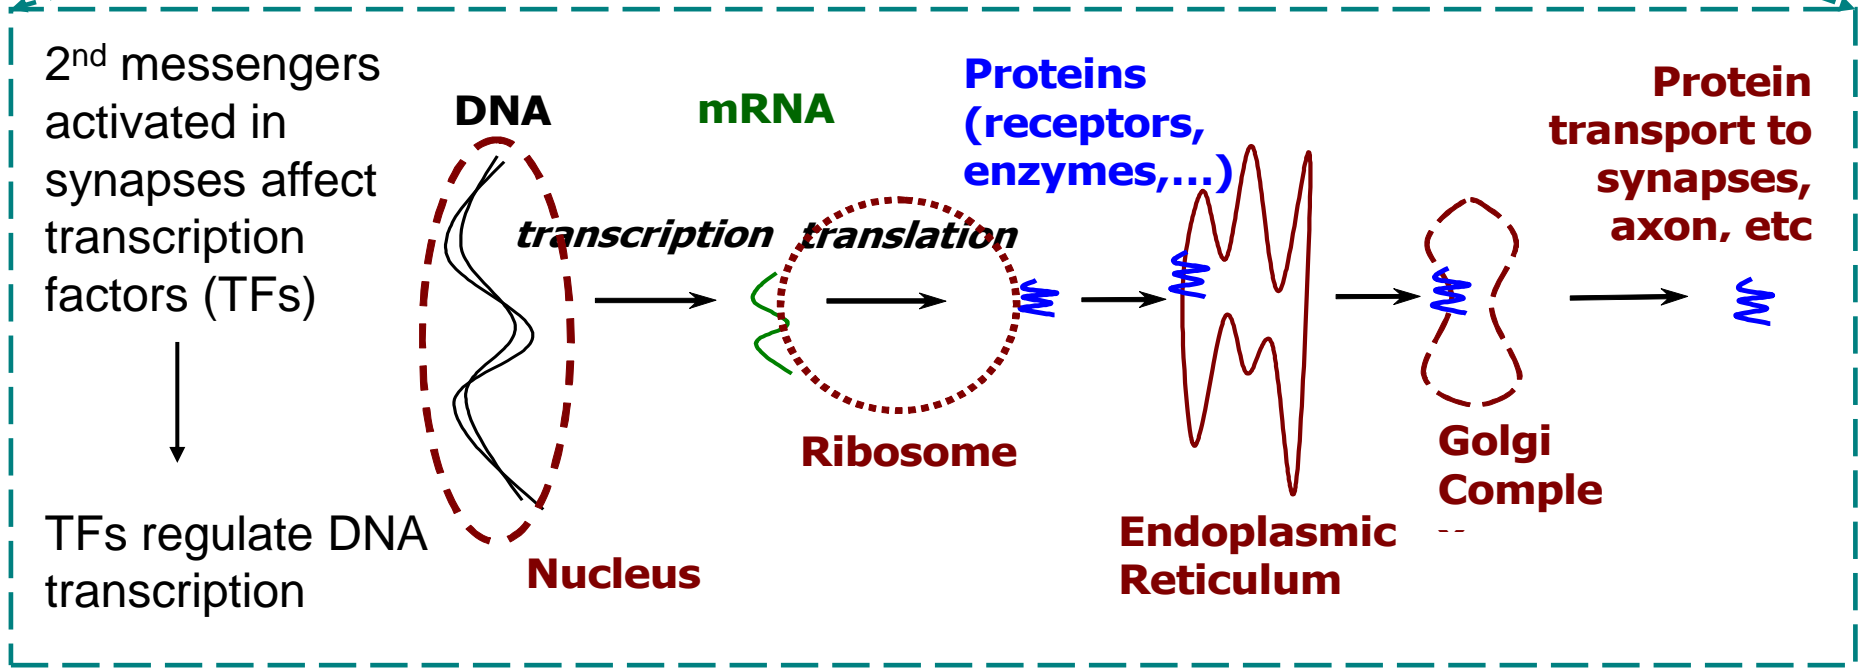 2nd messengers
activated in
synapses affect
transcription
factors (TFs)
TFs regulate DNA
transcription
DNA
mRNA
transcription
translation
Nucleus
Ribosome
Proteins
(receptors,
enzymes,...)
Endoplasmic
Reticulum
Golgi
Comple
Protein
transport to
synapses,
axon, etc